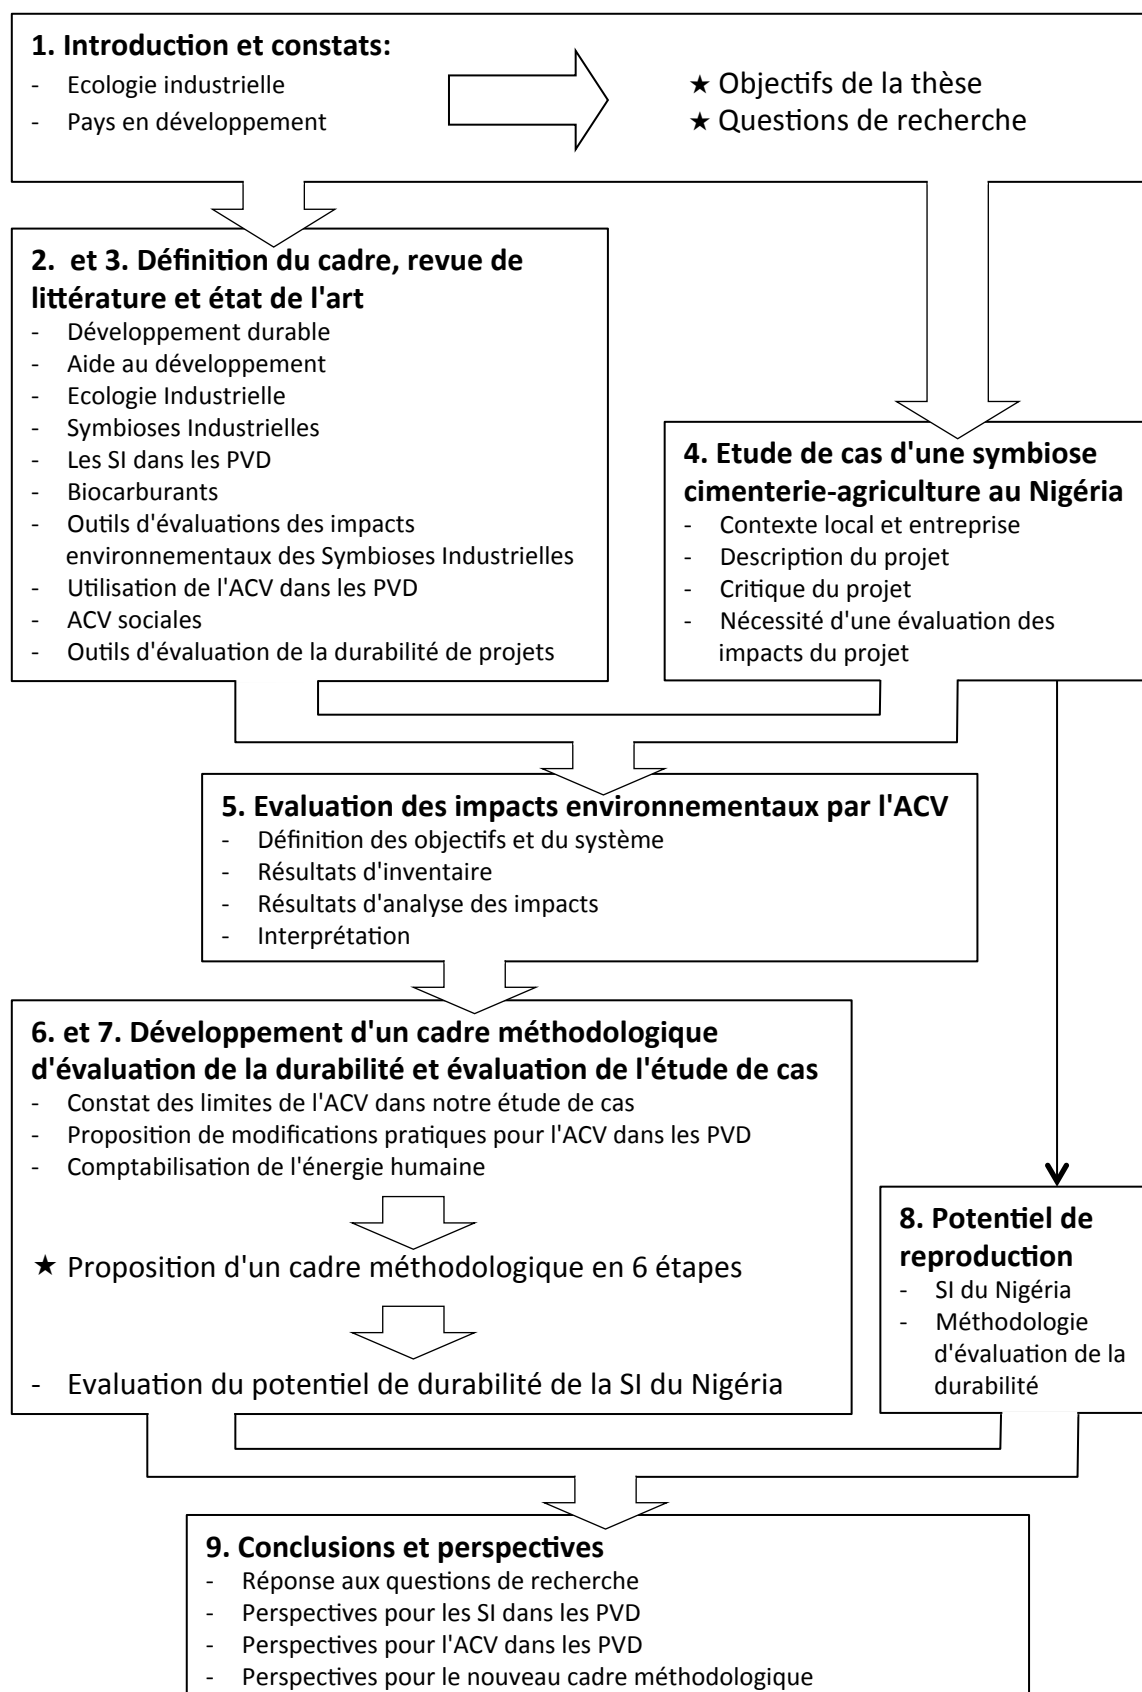 1. Introduction et constats:
- Ecologie industrielle
- Pays en développement
★ Objectifs de la thèse
★ Questions de recherche
2. et 3. Définition du cadre, revue de
littérature et état de l'art
- Développement durable
- Aide au développement
- Ecologie Industrielle
- Symbioses Industrielles
- Les SI dans les PVD
- Biocarburants
- Outils d'évaluations des impacts
environnementaux des Symbioses Industrielles
- Utilisation de l'ACV dans les PVD
- ACV sociales
- Outils d'évaluation de la durabilité de projets
4. Etude de cas d'une symbiose
cimenterie-agriculture au Nigéria
- Contexte local et entreprise
- Description du projet
- Critique du projet
- Nécessité d'une évaluation des
impacts du projet
5. Evaluation des impacts environnementaux par l'ACV
- Définition des objectifs et du système
- Résultats d'inventaire
- Résultats d'analyse des impacts
- Interprétation
6. et 7. Développement d'un cadre méthodologique
d'évaluation de la durabilité et évaluation de l'étude de cas
- Constat des limites de l'ACV dans notre étude de cas
- Proposition de modifications pratiques pour l'ACV dans les PVD
- Comptabilisation de l'énergie humaine
★ Proposition d'un cadre méthodologique en 6 étapes
- Evaluation du potentiel de durabilité de la SI du Nigéria
8. Potentiel de
reproduction
- SI du Nigéria
- Méthodologie
d'évaluation de la
durabilité
9. Conclusions et perspectives
- Réponse aux questions de recherche
- Perspectives pour les SI dans les PVD
- Perspectives pour l'ACV dans les PVD
- Perspectives pour le nouveau cadre méthodologique